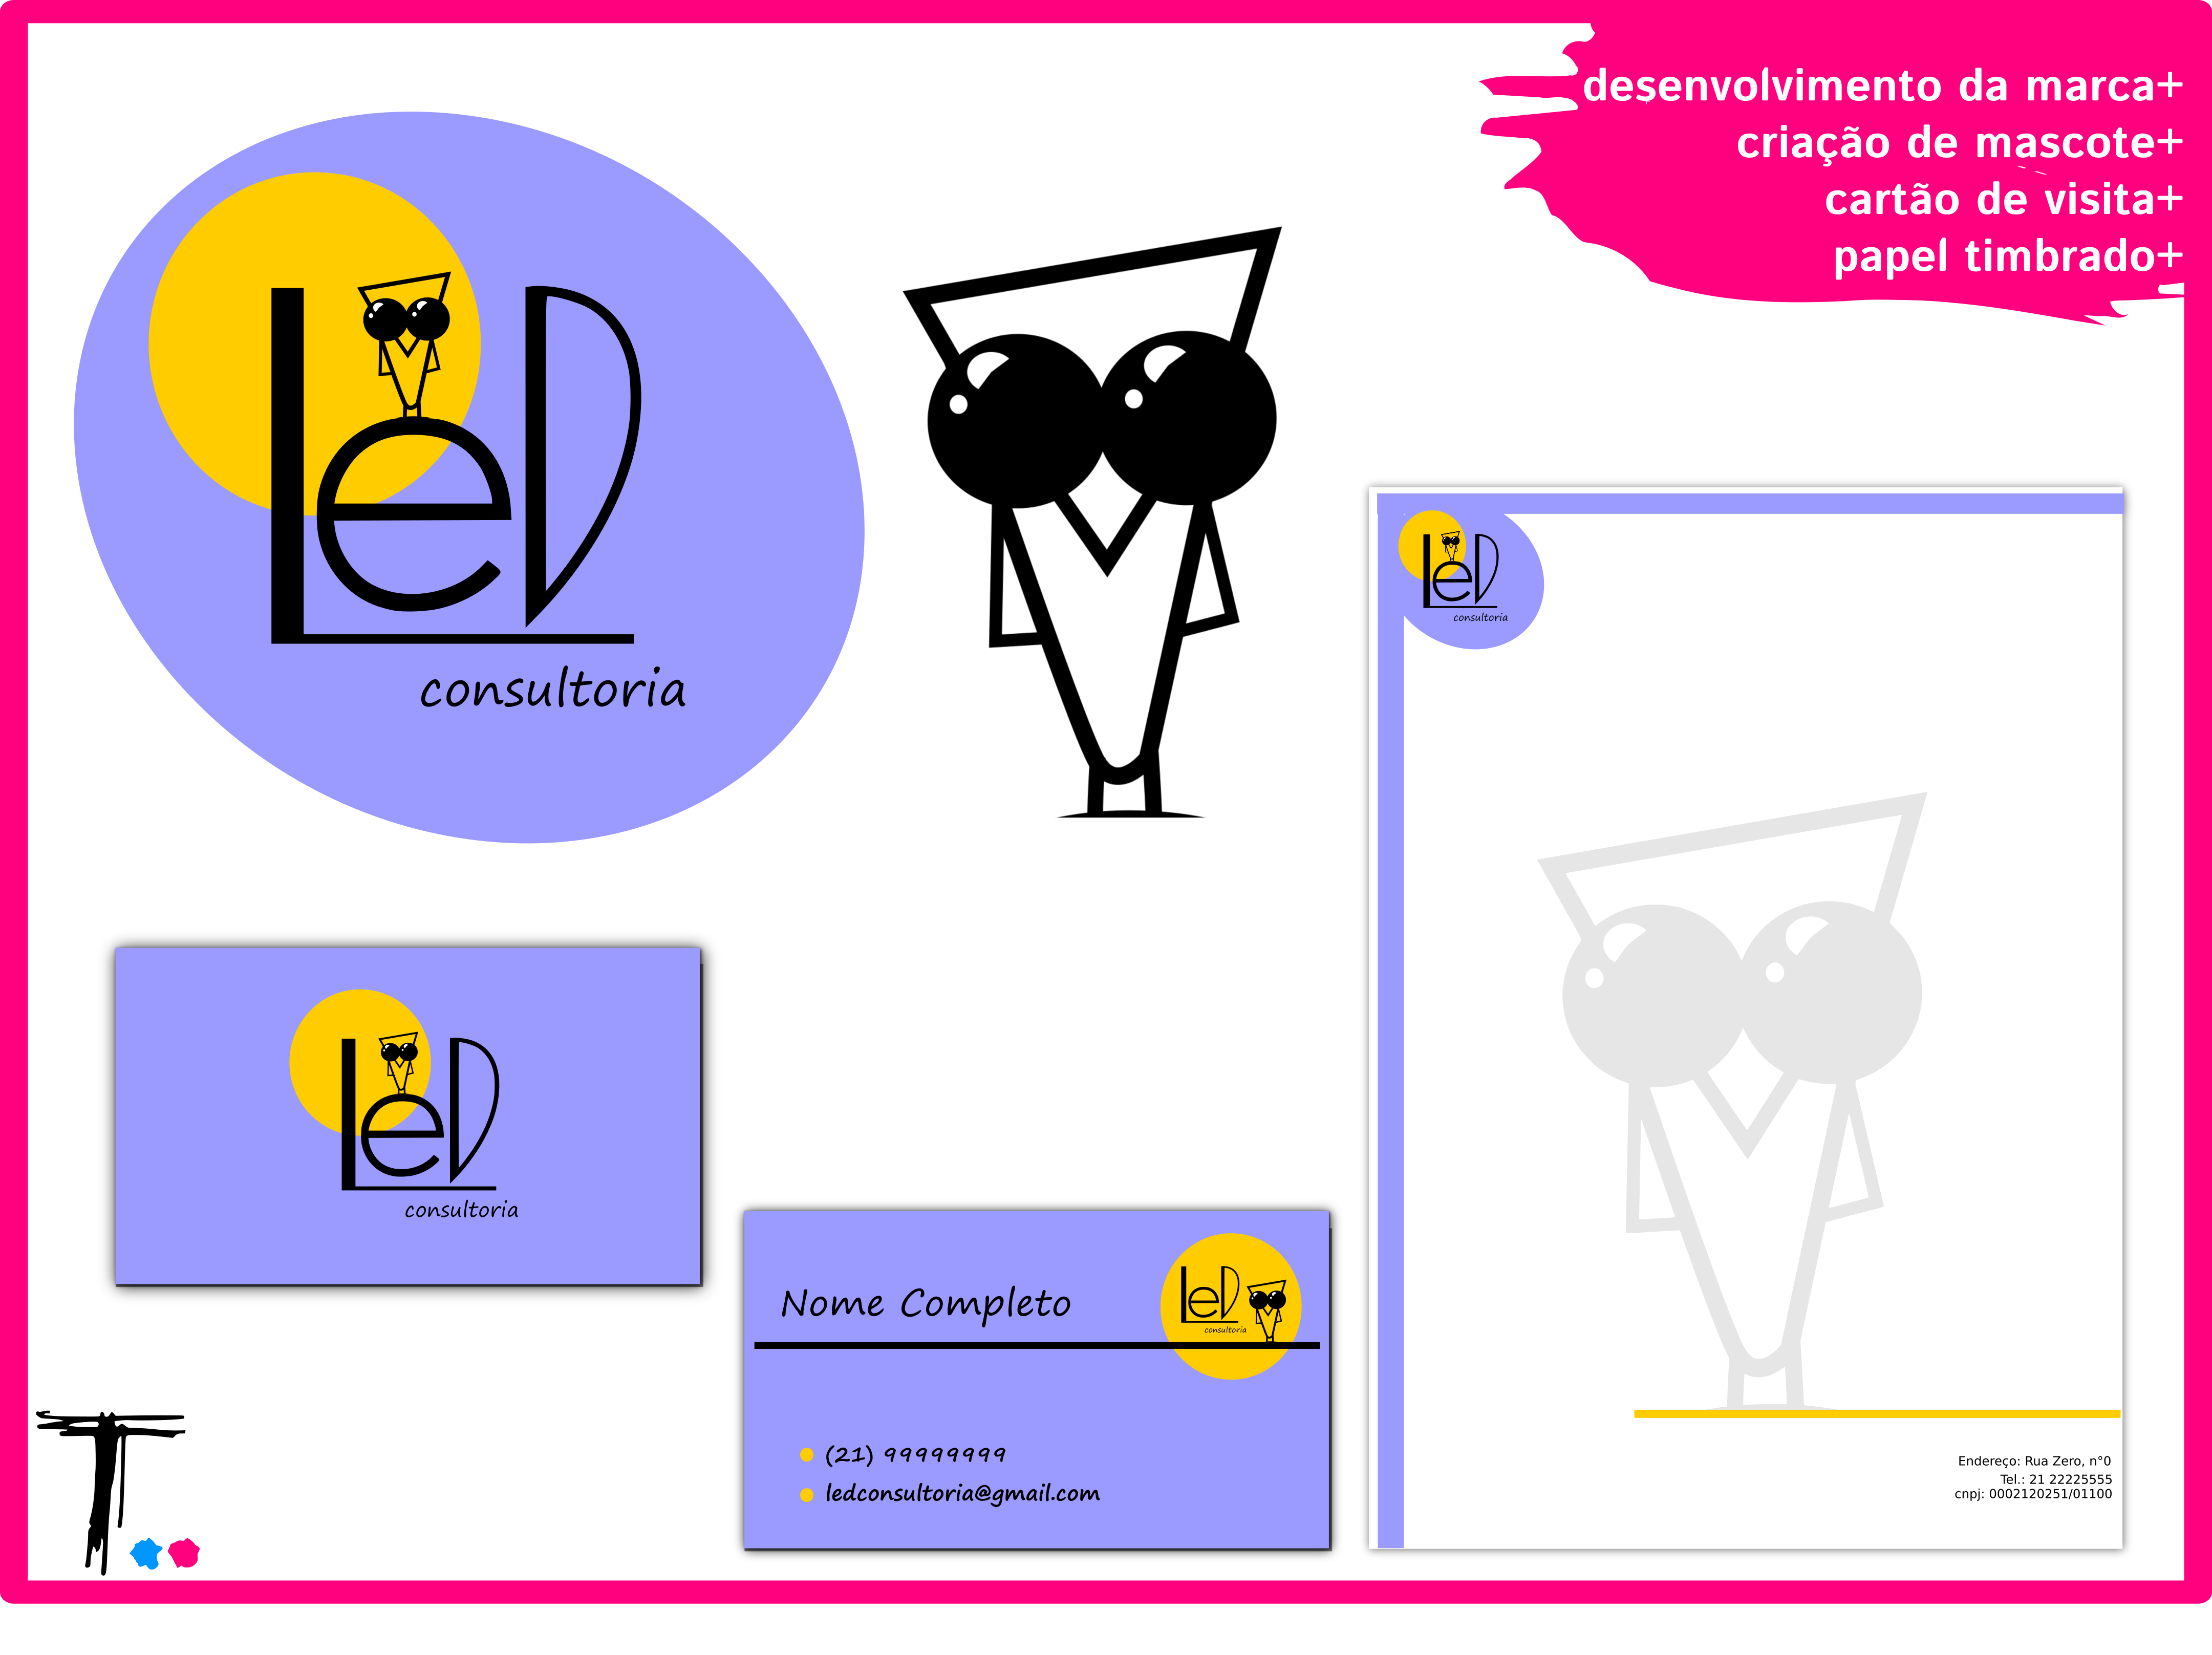 desenvolvimento da marca+
criação de mascote+
cartão de visita+
papel timbrado+
LeD
consultoria
LeD
consultoria
LeD
consultoria
Nome Completo
LeD
consultoria
(21) 99999999
ledconsultoria@gmail.com
Endereço: Rua Zero, n°0
Tel.: 21 22225555
cnpj: 0002120251/01100
T